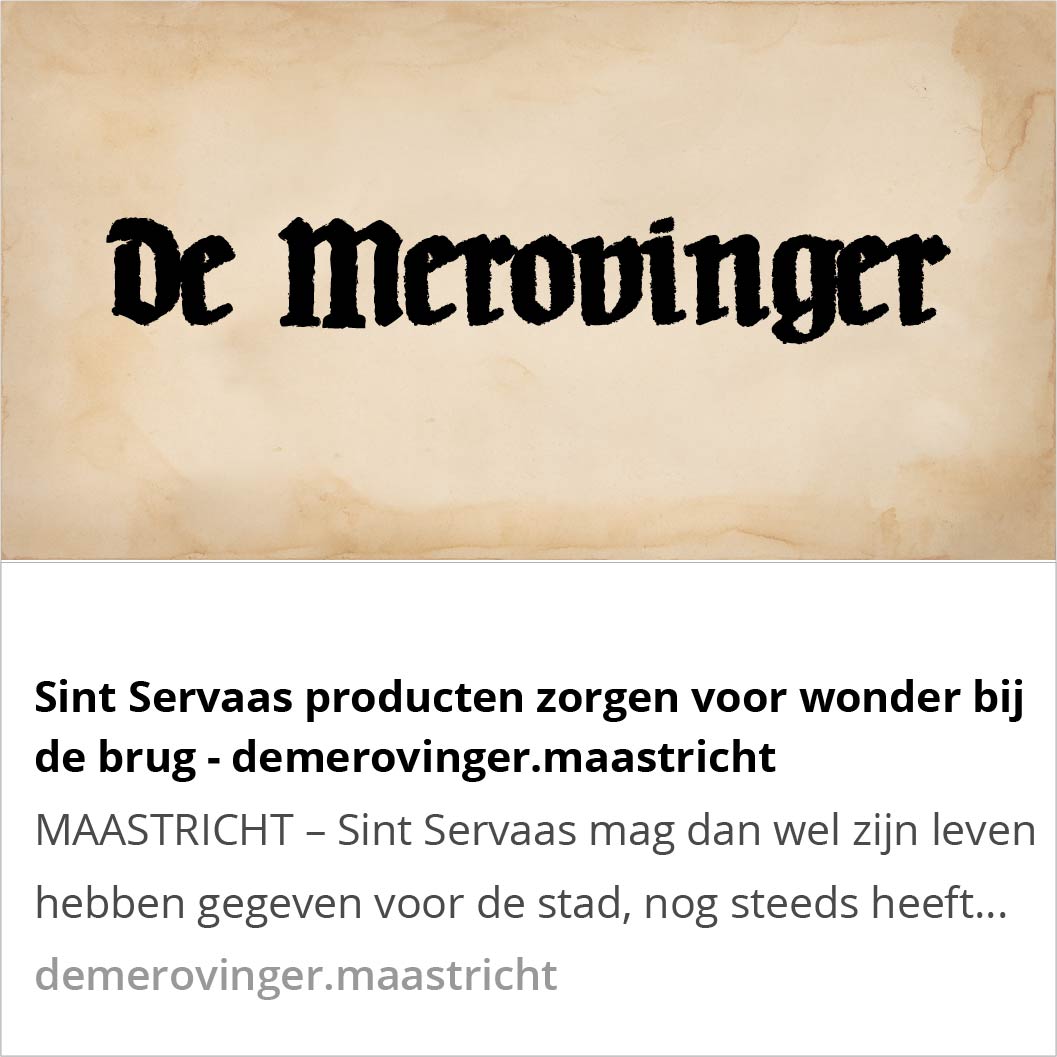 De Merovinger
Sint Servaas producten zorgen voor wonder bij
de brug - demerovinger.maastricht
MAASTRICHT – Sint Servaas mag dan wel zijn leven
hebben gegeven voor de stad, nog steeds heeft...
demerovinger.maastricht